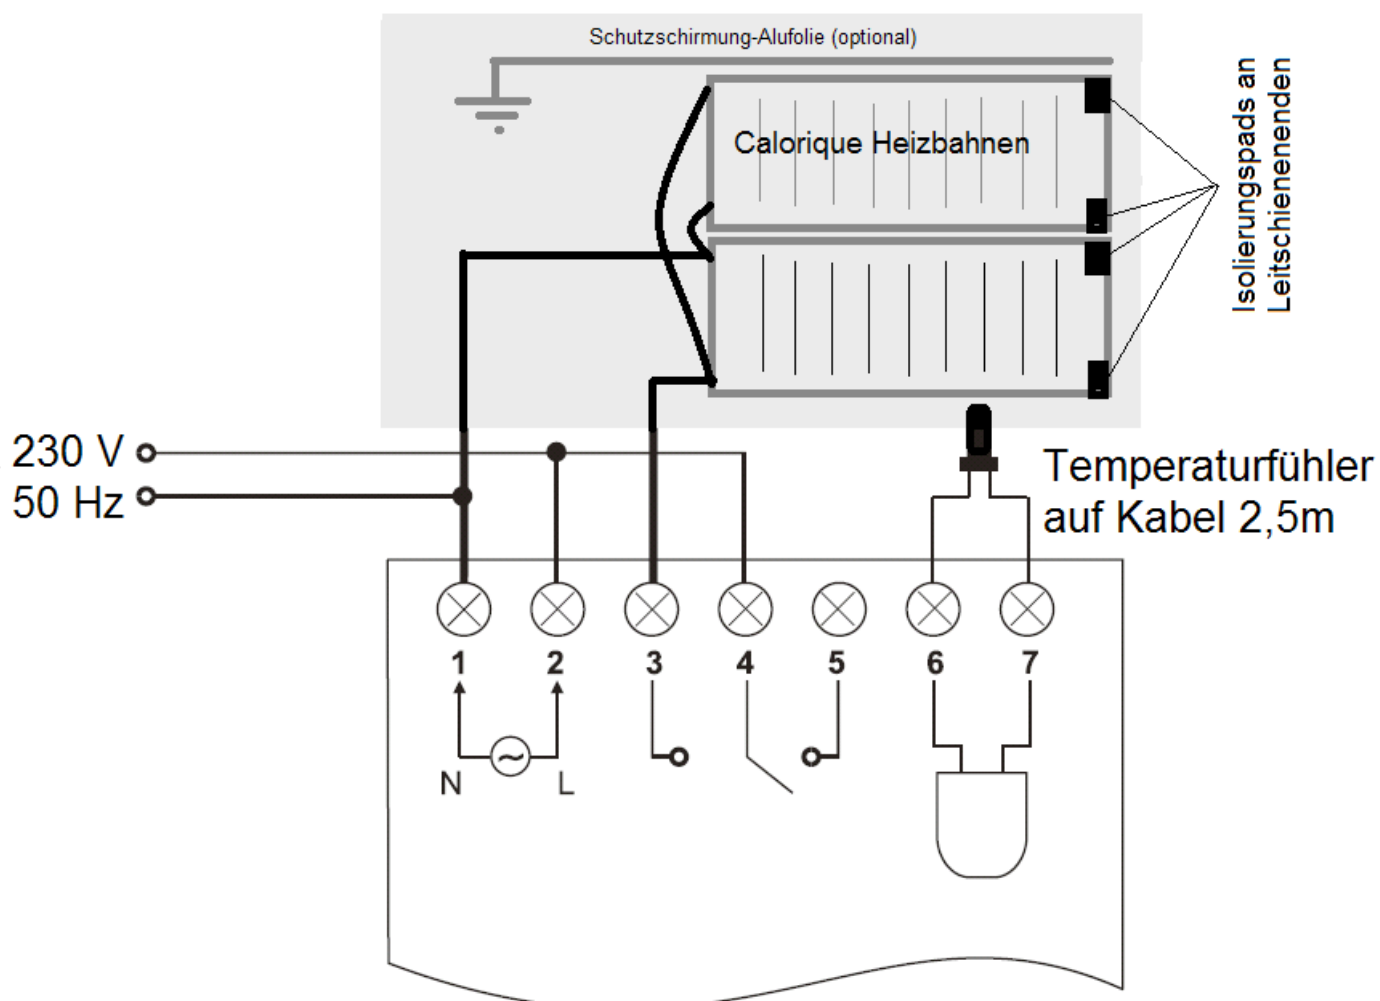 Schutzschirmung-Alufolie (optional)
Calorique Heizbahnen
Isolierungspads an
Leitschienenenden
230 V
50 Hz
Temperaturfühler
auf Kabel 2,5m
1 2 3 4 5 6 7
N ~ L